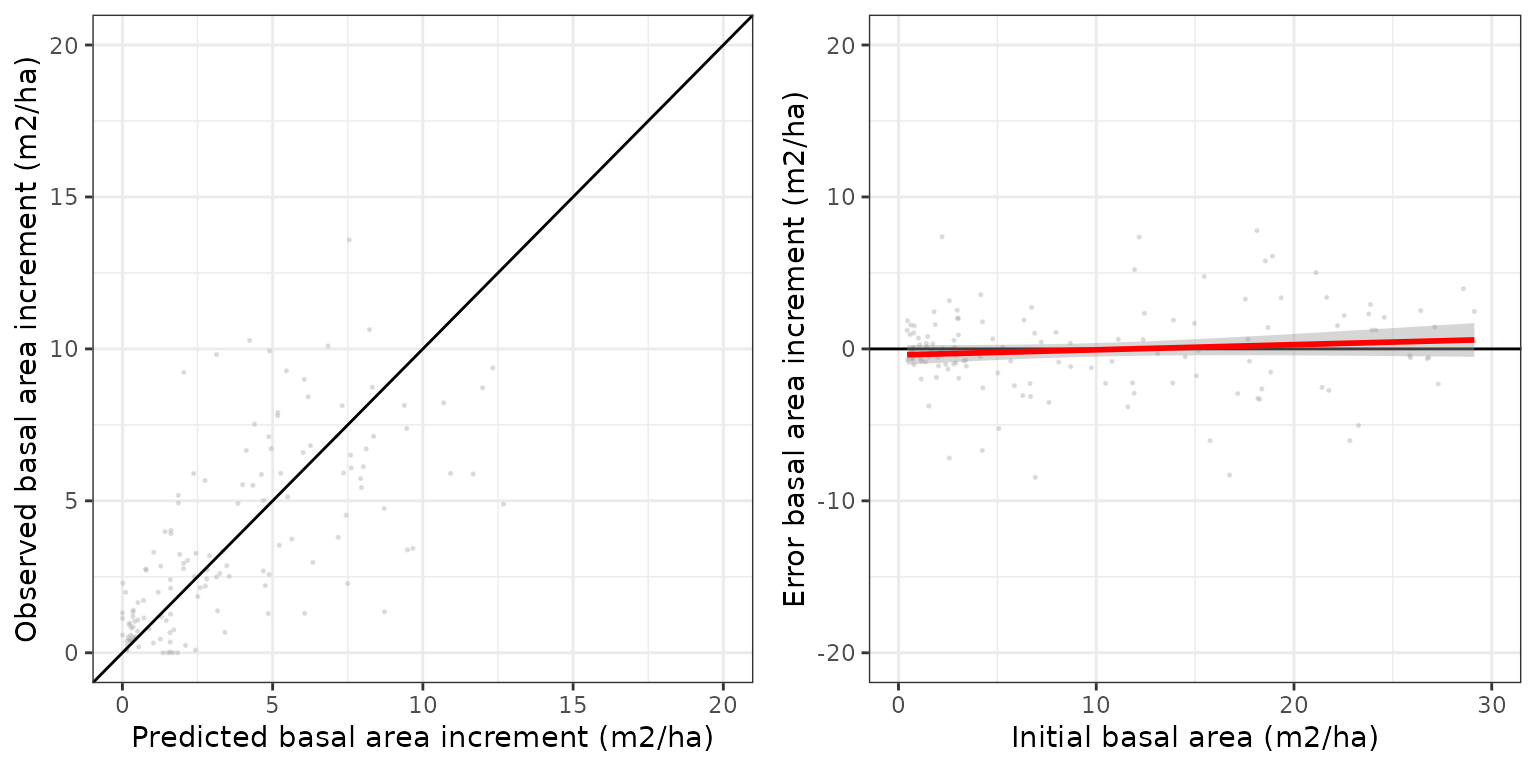 Observed basal area increment (m2/ha)
20
15
10
5
0
0 5 10 15 20
Predicted basal area increment (m2/ha)
Error basal area increment (m2/ha)
20
10
0
-10
-20
0 10 20 30
Initial basal area (m2/ha)